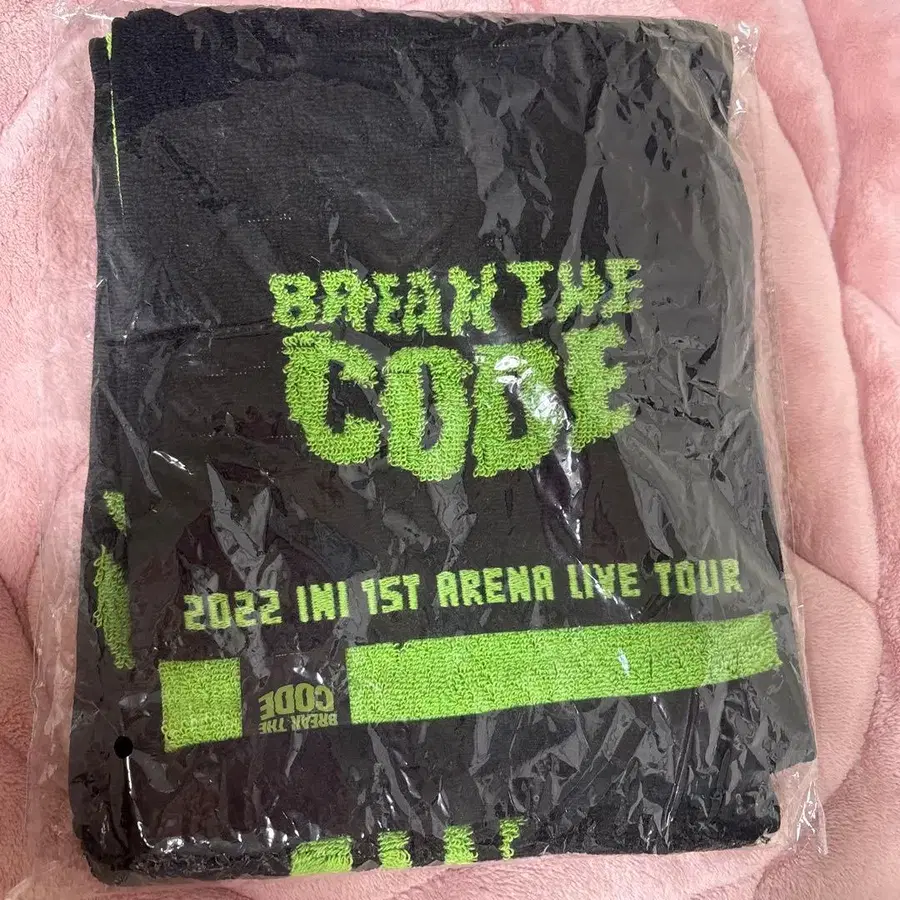 BREAK THE
CODE
2022 INI 1ST ARENA LIVE TOUR
BREAK THE
CODE